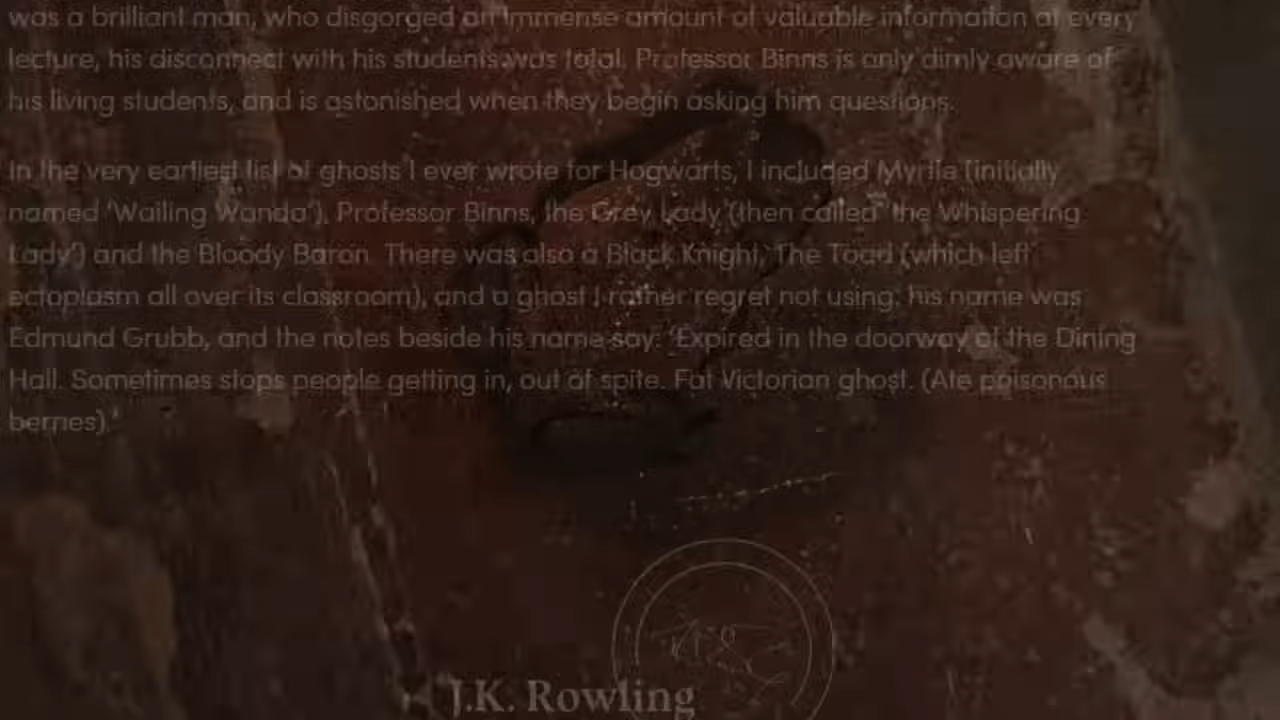 was a brilliant man, who disgorged an immense amount of valuable information at every
lecture, his disconnect with his students was total. Professor Binns is only dimly aware of
his living students, and is astonished when they begin asking him questions.
In the very earliest list of ghosts I ever wrote for Hogwarts, I included Myrtle (initially
named 'Wailing Wanda'), Professor Binns, the Grey Lady (then called 'the Whispering
Lady') and the Bloody Baron. There was also a Black Knight, The Toad (which left
ectoplasm all over its classroom), and a ghost I rather regret not using: his name was
Edmund Grubb, and the notes beside his name say: 'Expired in the doorway of the Dining
Hall. Sometimes stops people getting in, out of spite. Fat Victorian ghost. (Ate poisonous
berries).'
J.K. Rowling